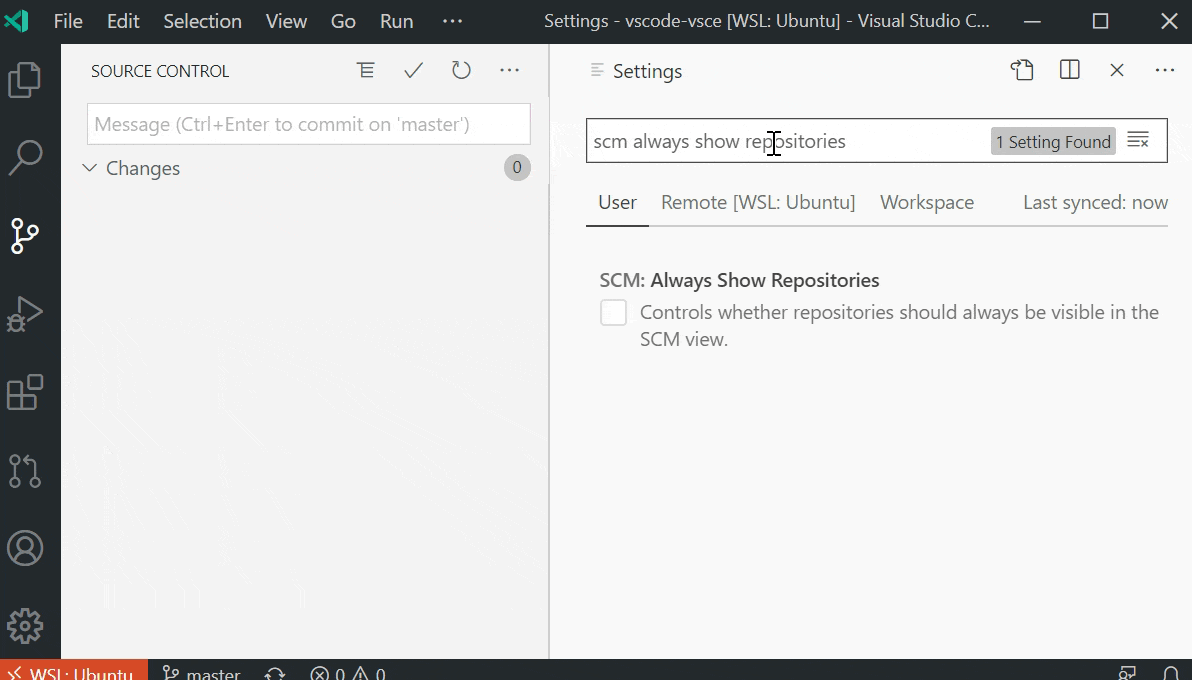 File Edit Selection View Go Run ··· Settings - vscode-vsce [WSL: Ubuntu] - Visual Studio C...
SOURCE CONTROL
Settings
Message (Ctrl+Enter to commit on 'master')
scm always show repositories 1 Setting Found
Changes 0
User Remote [WSL: Ubuntu] Workspace Last synced: now
SCM: Always Show Repositories
Controls whether repositories should always be visible in the
SCM view.
WSL: Ubuntu master 0 0